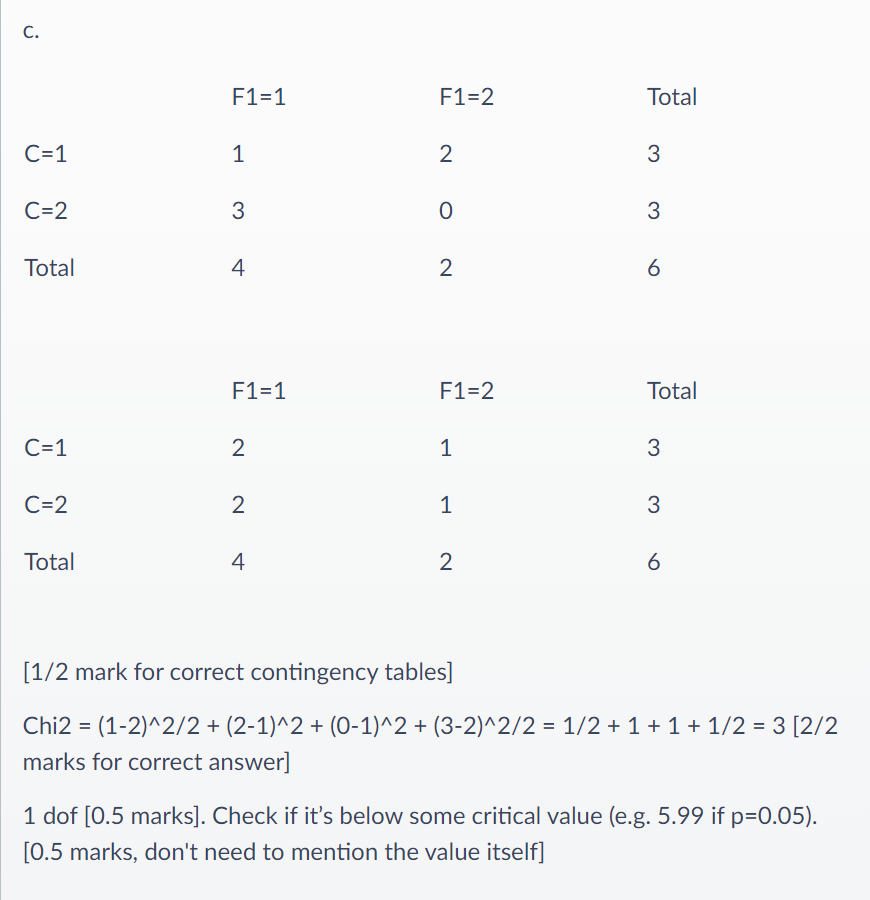 c.
F1=1 F1=2 Total
C=1 1 2 3
C=2 3 0 3
Total 4 2 6
F1=1 F1=2 Total
C=1 2 1 3
C=2 2 1 3
Total 4 2 6
[1/2 mark for correct contingency tables]
Chi2 = (1-2)^2/2 + (2-1)^2 + (0-1)^2 + (3-2)^2/2 = 1/2 + 1 + 1 + 1/2 = 3 [2/2
marks for correct answer]
1 dof [0.5 marks]. Check if it’s below some critical value (e.g. 5.99 if p=0.05).
[0.5 marks, don't need to mention the value itself]